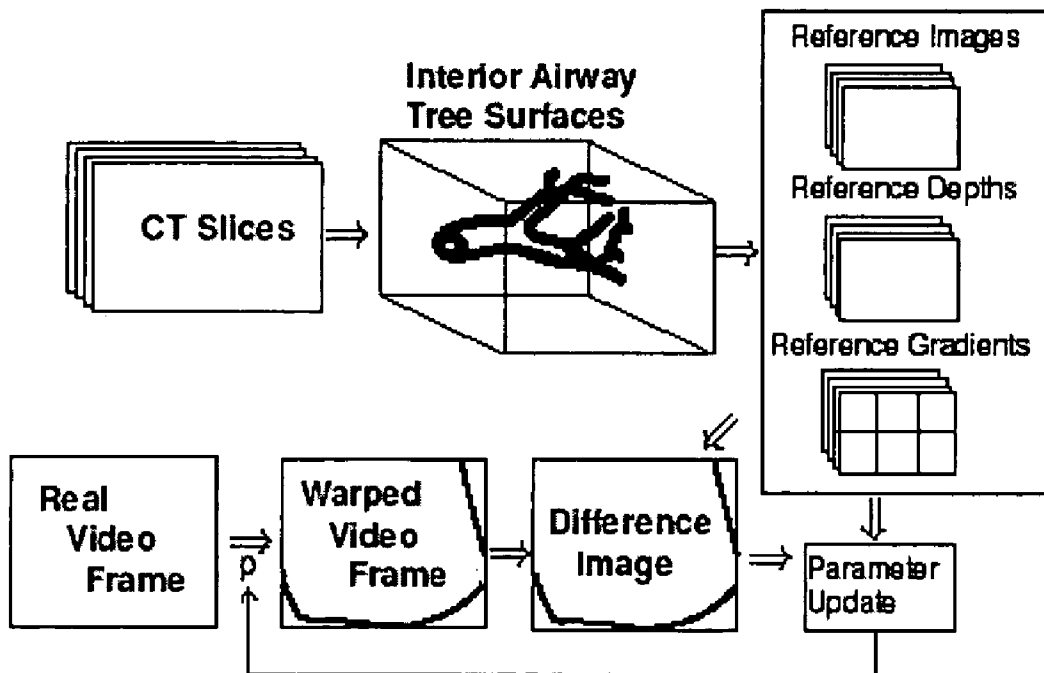 Reference Images
Interior Airway
Tree Surfaces
CT Slices
Reference Depths
Reference Gradients
Real
Video
Frame
p
Warped
Video
Frame
Difference
Image
Parameter
Update